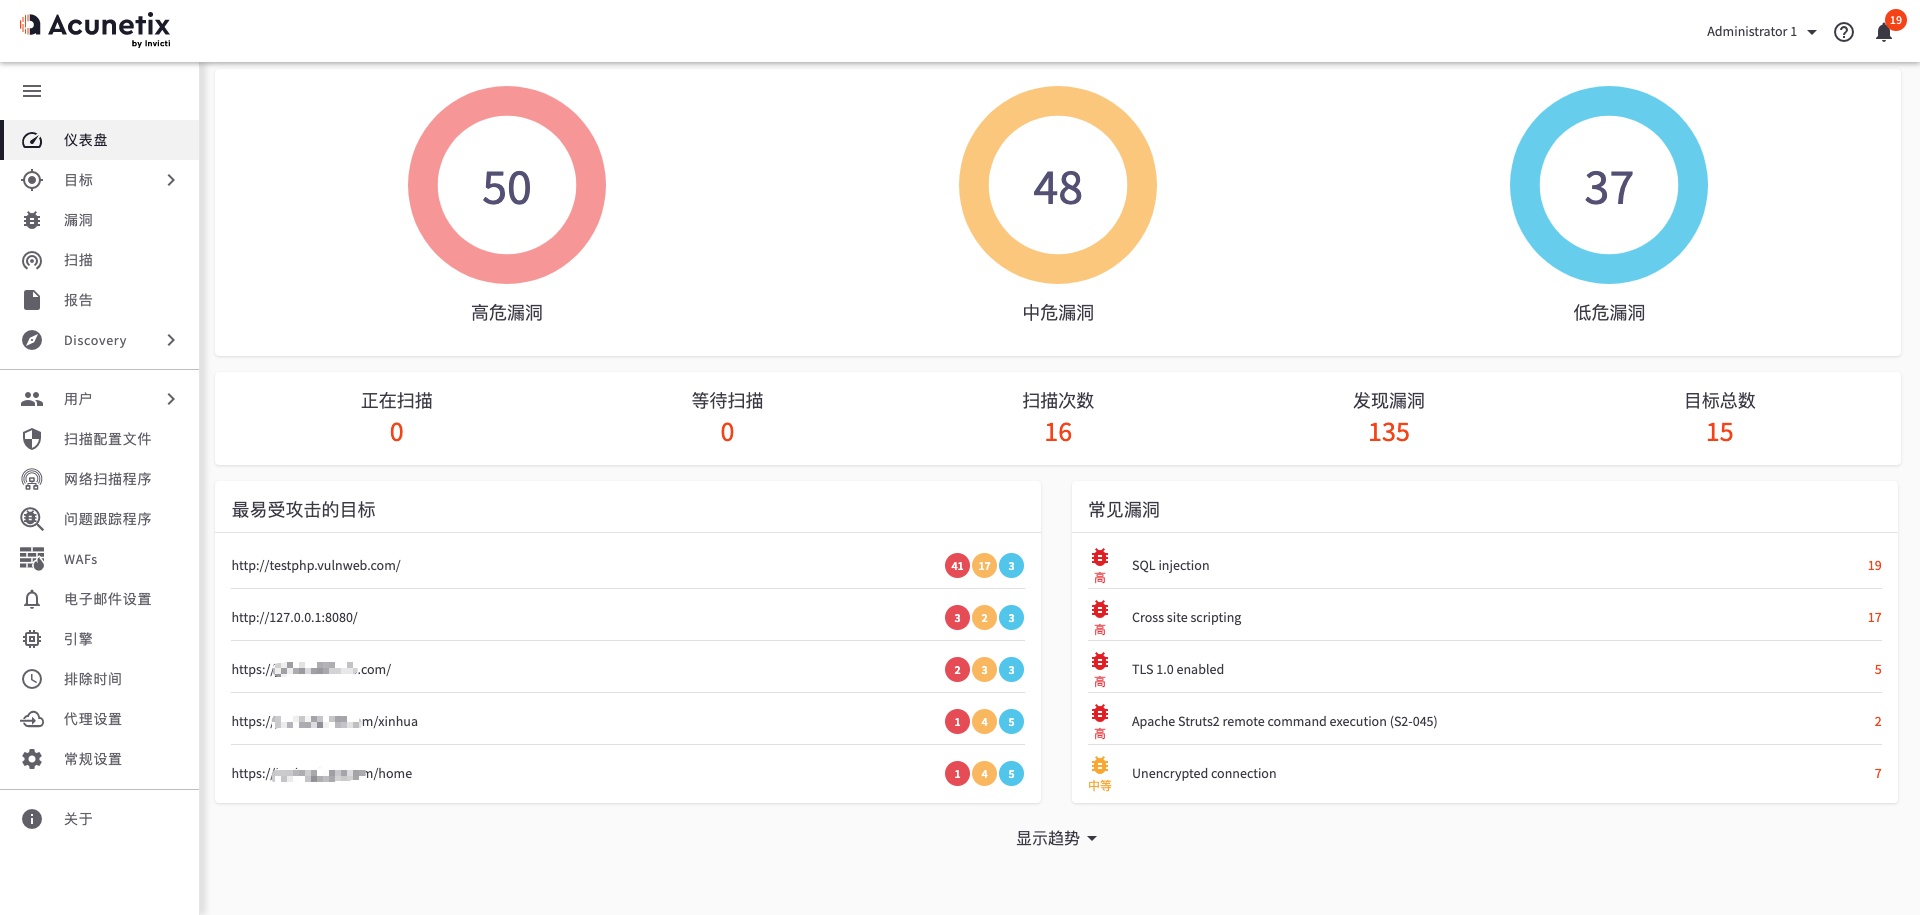 Acunetix
by Invicti
Administrator 1
19
仪表盘
目标
漏洞
扫描
报告
Discovery
用户
扫描配置文件
网络扫描程序
问题跟踪程序
WAFs
电子邮件设置
引擎
排除时间
代理设置
常规设置
关于
50
48
37
高危漏洞
中危漏洞
低危漏洞
正在扫描
等待扫描
扫描次数
发现漏洞
目标总数
0
0
16
135
15
最易受攻击的目标
http://testphp.vulnweb.com/ 41 17 3
http://127.0.0.1:8080/ 3 2 3
https:// .com/ 2 3 3
https:/ m/xinhua 1 4 5
https:/ /home 1 4 5
常见漏洞
高 SQL injection 19
高 Cross site scripting 17
高 TLS 1.0 enabled 5
高 Apache Struts2 remote command execution (S2-045) 2
中等 Unencrypted connection 7
显示趋势